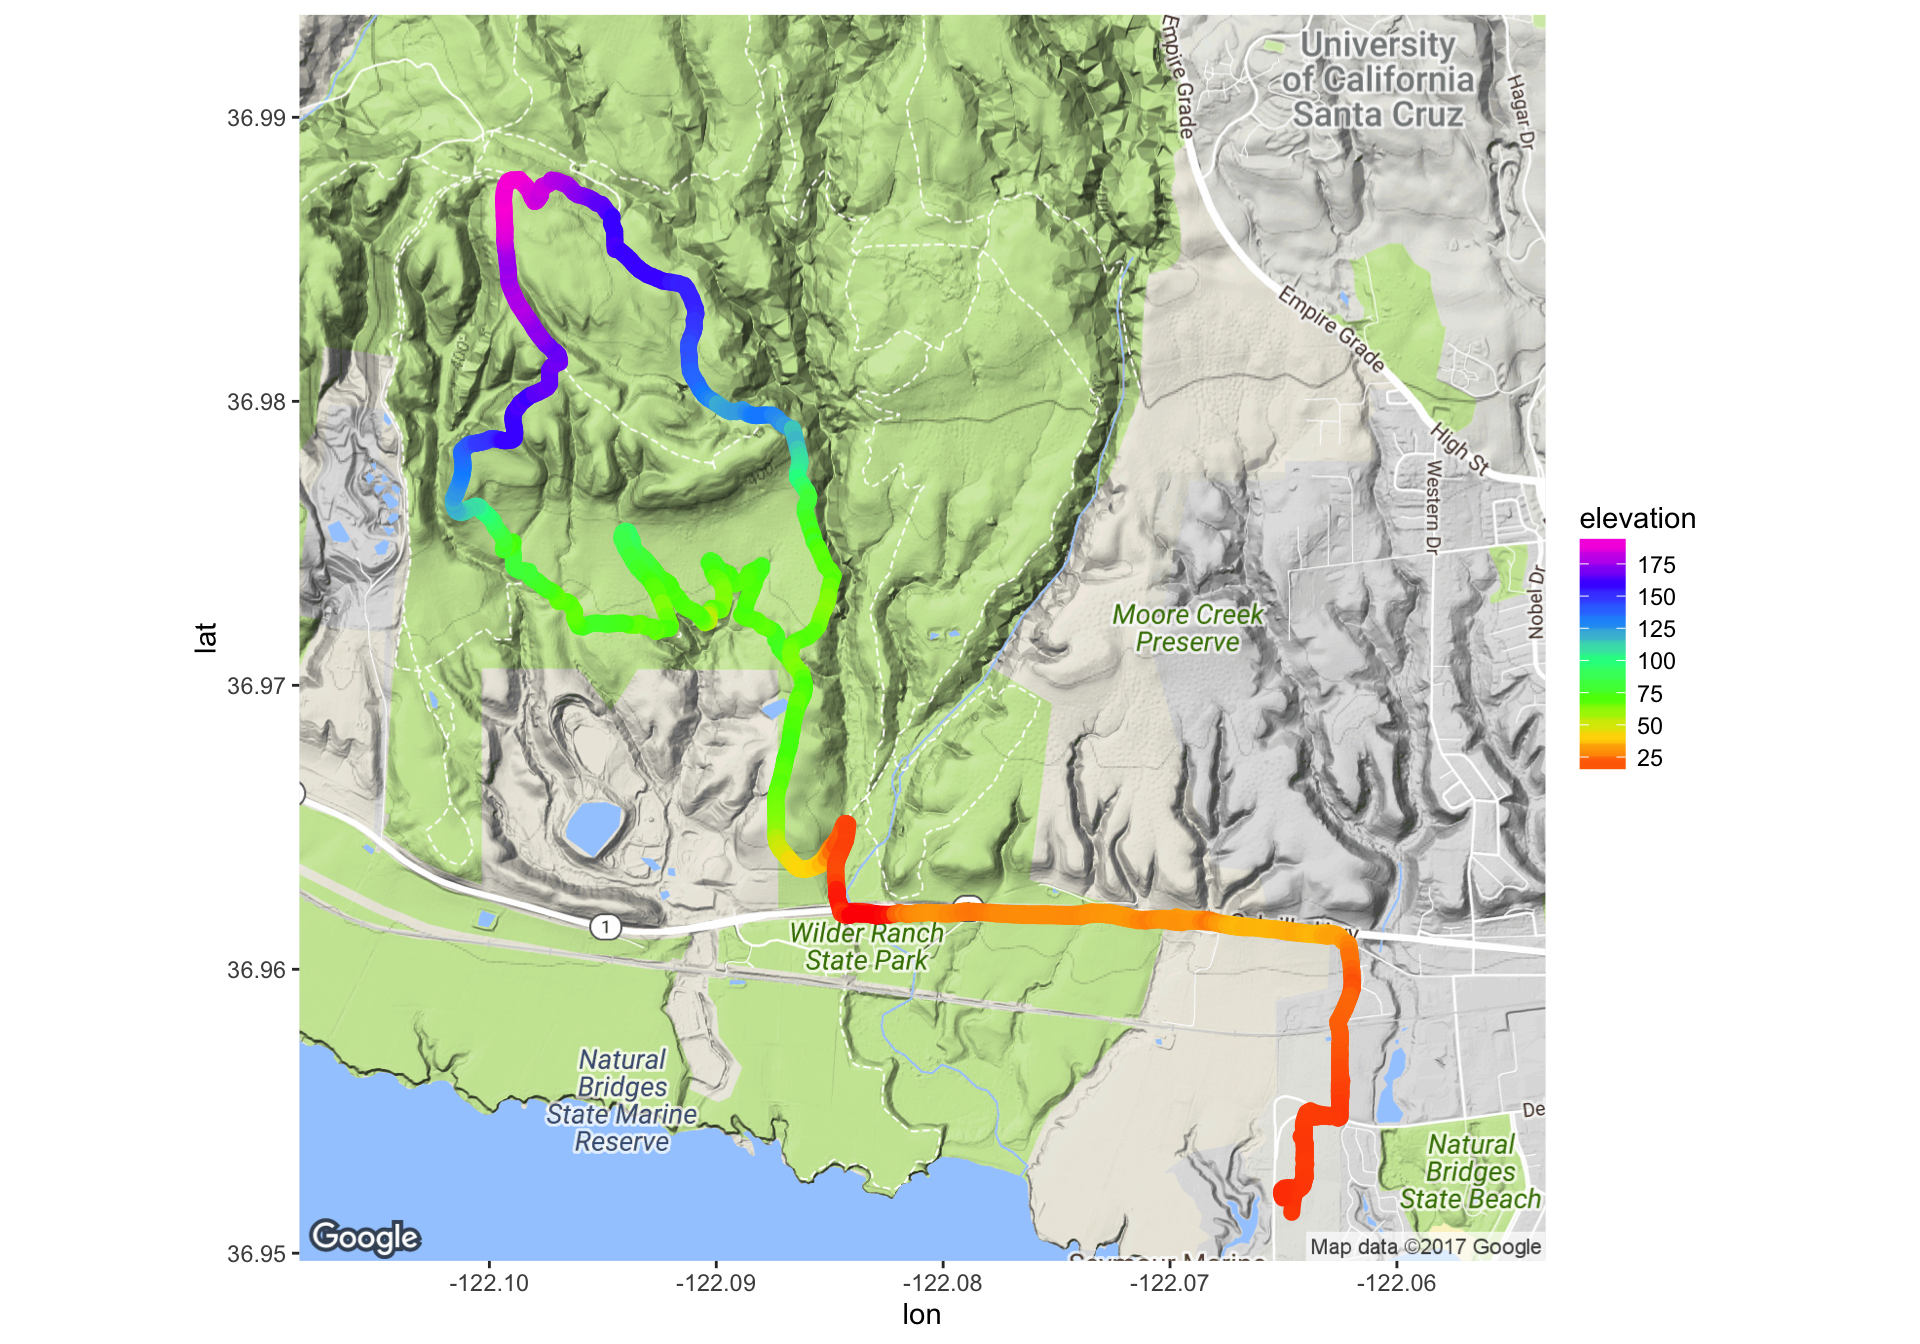 University
of California
Santa Cruz
Empire Grade
Hagar Dr
36.99
Empire Grade
36.98
High St
Western Dr
400
400
elevation
175
150
125
100
75
50
25
Nobel Dr
Moore Creek
Preserve
lat
36.97
1
Wilder Ranch
State Park
36.96
Natural
Bridges
State Marine
Reserve
De
Natural
Bridges
State Beach
Google
Map data ©2017 Google
36.95
-122.10
-122.09
-122.08
-122.07
-122.06
lon